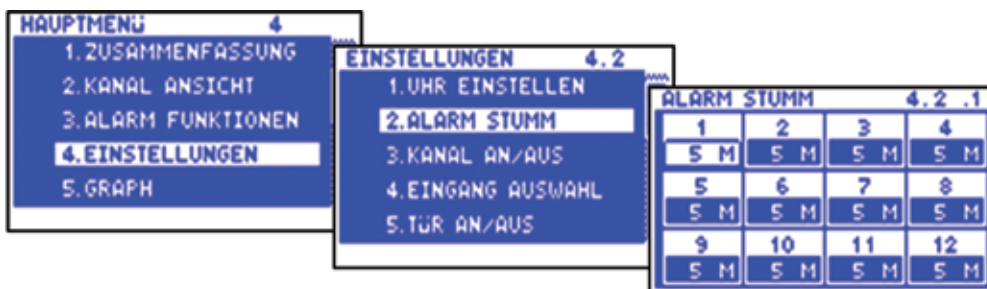 HAUPTMENÜ 4
1.ZUSAMMENFASSUNG
2.KANAL ANSICHT
3.ALARM FUNKTIONEN
4.EINSTELLUNGEN
5.GRAPH
EINSTELLUNGEN 4.2
1.UHR EINSTELLEN
2.ALARM STUMM
3.KANAL AN/AUS
4.EINGANG AUSWAHL
5.TÜR AN/AUS
ALARM STUMM 4.2 .1
1 2 3 4
5 M 5 M 5 M 5 M
5 6 7 8
5 M 5 M 5 M 5 M
9 10 11 12
5 M 5 M 5 M 5 M